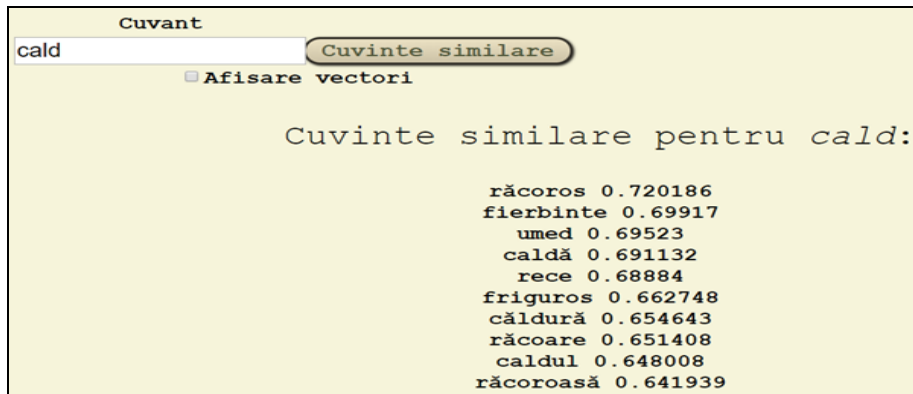 Cuvant
cald Cuvinte similare
Afisare vectori
Cuvinte similare pentru cald:
răcoros 0.720186
fierbinte 0.69917
umed 0.69523
caldă 0.691132
rece 0.68884
friguros 0.662748
căldură 0.654643
răcoare 0.651408
caldul 0.648008
răcoroasă 0.641939